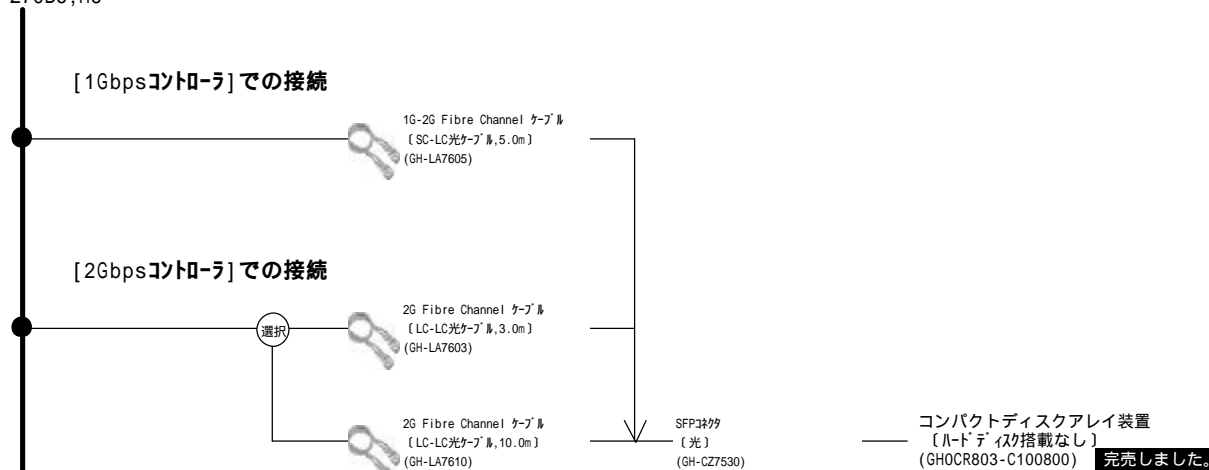 [1Gbpsｺﾝﾄﾛｰﾗ]での接続
1G-2G Fibre Channel ｹｰﾌﾞﾙ
〔SC-LC光ｹｰﾌﾞﾙ,5.0m〕
(GH-LA7605)
[2Gbpsｺﾝﾄﾛｰﾗ]での接続
選択
2G Fibre Channel ｹｰﾌﾞﾙ
〔LC-LC光ｹｰﾌﾞﾙ,3.0m〕
(GH-LA7603)
2G Fibre Channel ｹｰﾌﾞﾙ
〔LC-LC光ｹｰﾌﾞﾙ,10.0m〕
(GH-LA7610)
SFPｺﾈｸﾀ
〔光〕
(GH-CZ7530)
コンパクトディスクアレイ装置
〔ﾊｰﾄﾞﾃﾞｨｽｸ搭載なし〕
(GH0CR803-C100800) 完売しました。